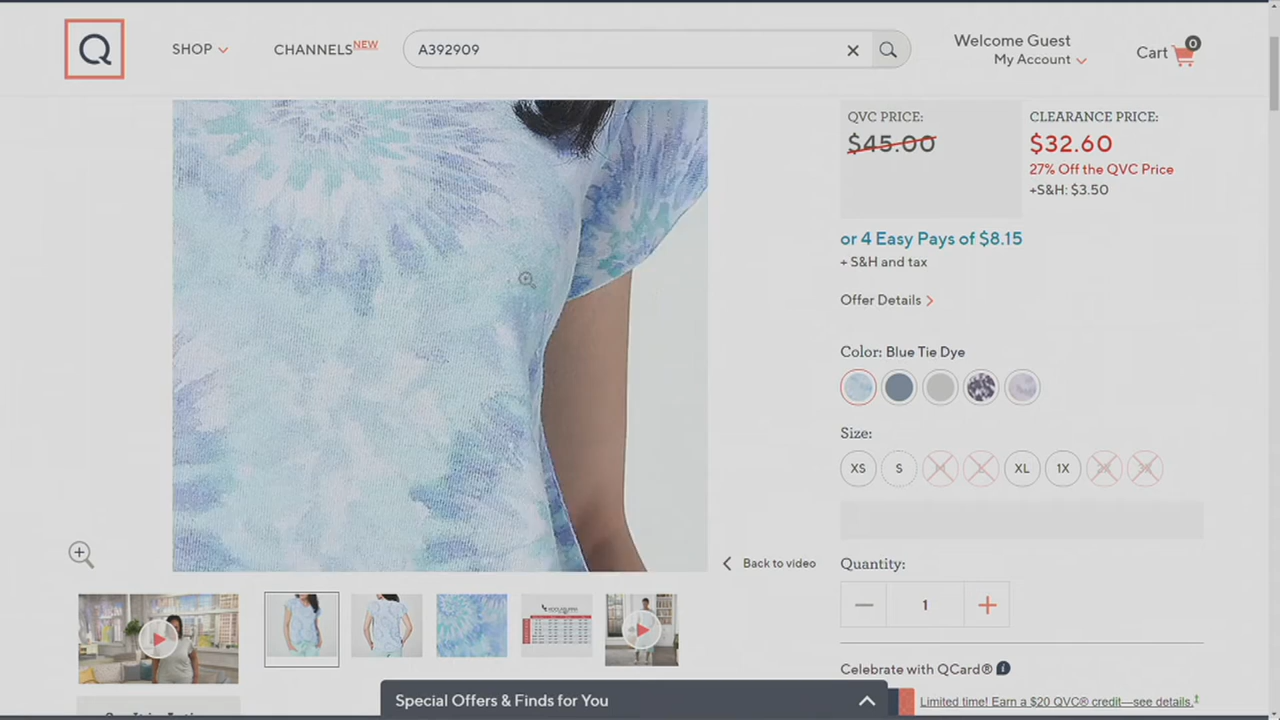 Q
SHOP
CHANNELS NEW
A392909
Welcome Guest
My Account
Cart 0
QVC PRICE:
$45.00
CLEARANCE PRICE:
$32.60
27% Off the QVC Price
+S&H: $3.50
or 4 Easy Pays of $8.15
+ S&H and tax
Offer Details
Color: Blue Tie Dye
Size:
XS S XL 1X
Back to video
Quantity:
1
Celebrate with QCard®
Special Offers & Finds for You
Limited time! Earn a $20 QVC® credit—see details.‡